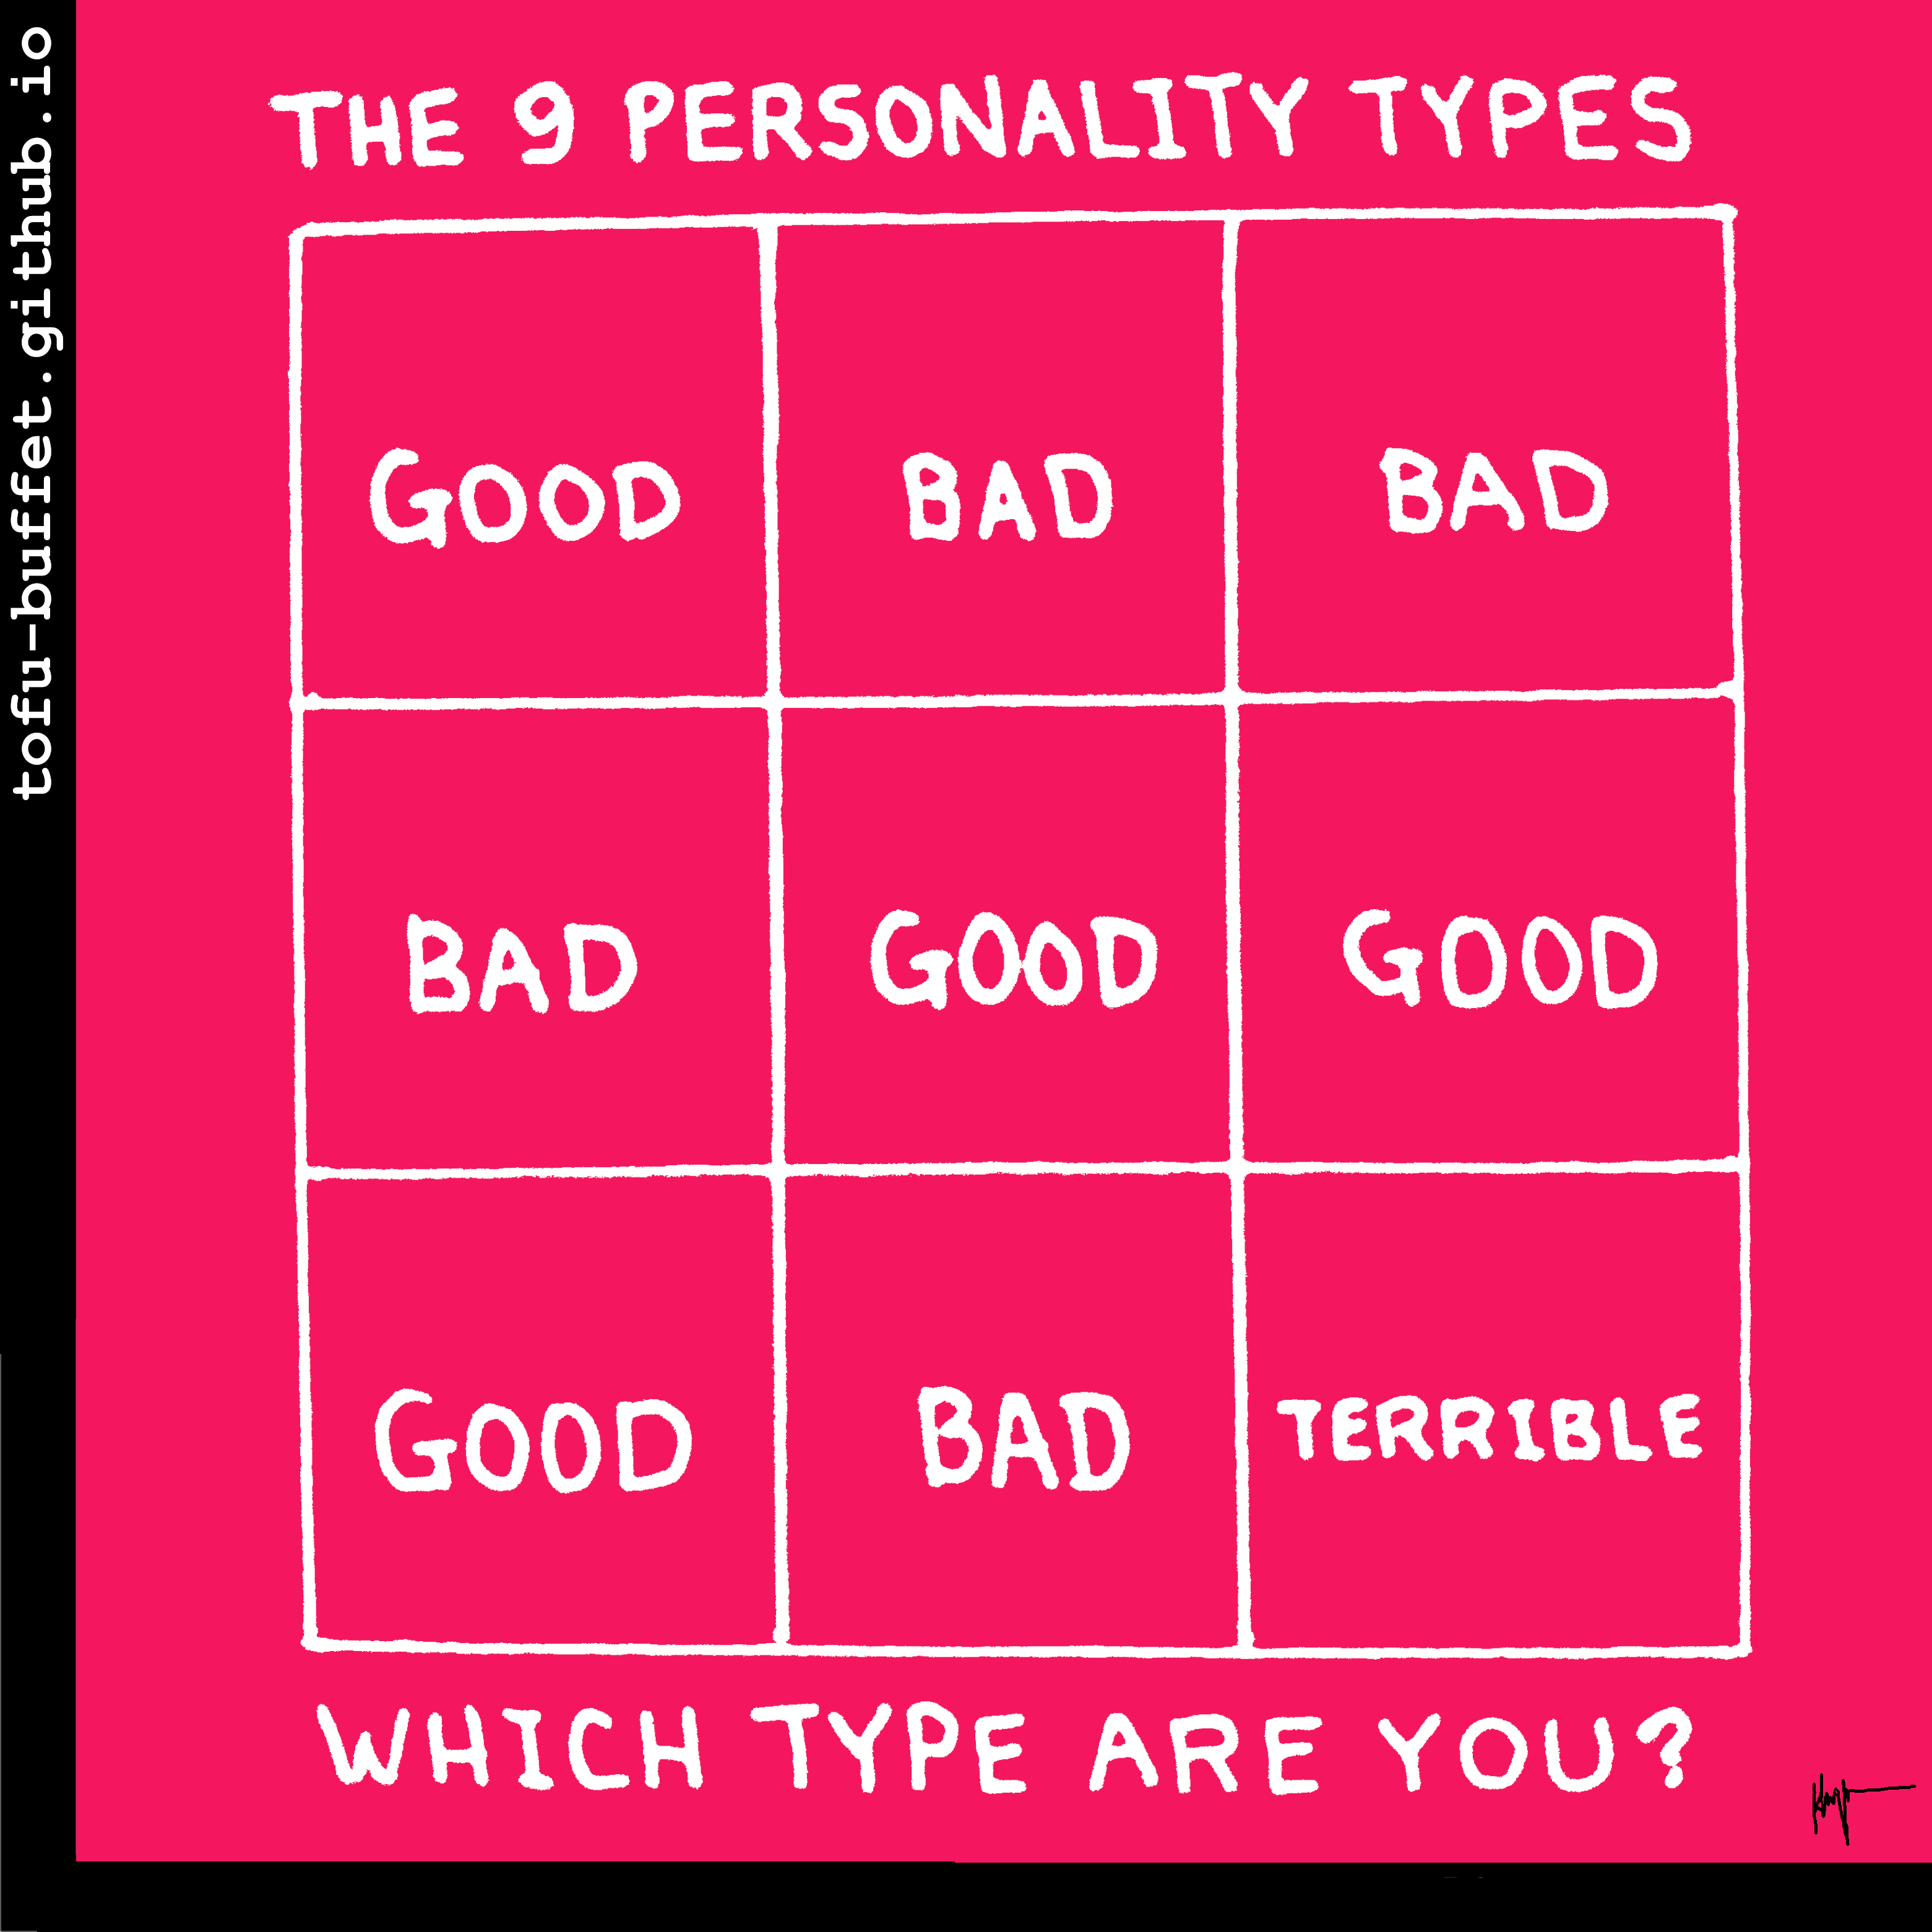 tofu-buffet.github.io
THE 9 PERSONALITY TYPES
GOOD
BAD
BAD
BAD
GOOD
GOOD
GOOD
BAD
TERRIBLE
WHICH TYPE ARE YOU?